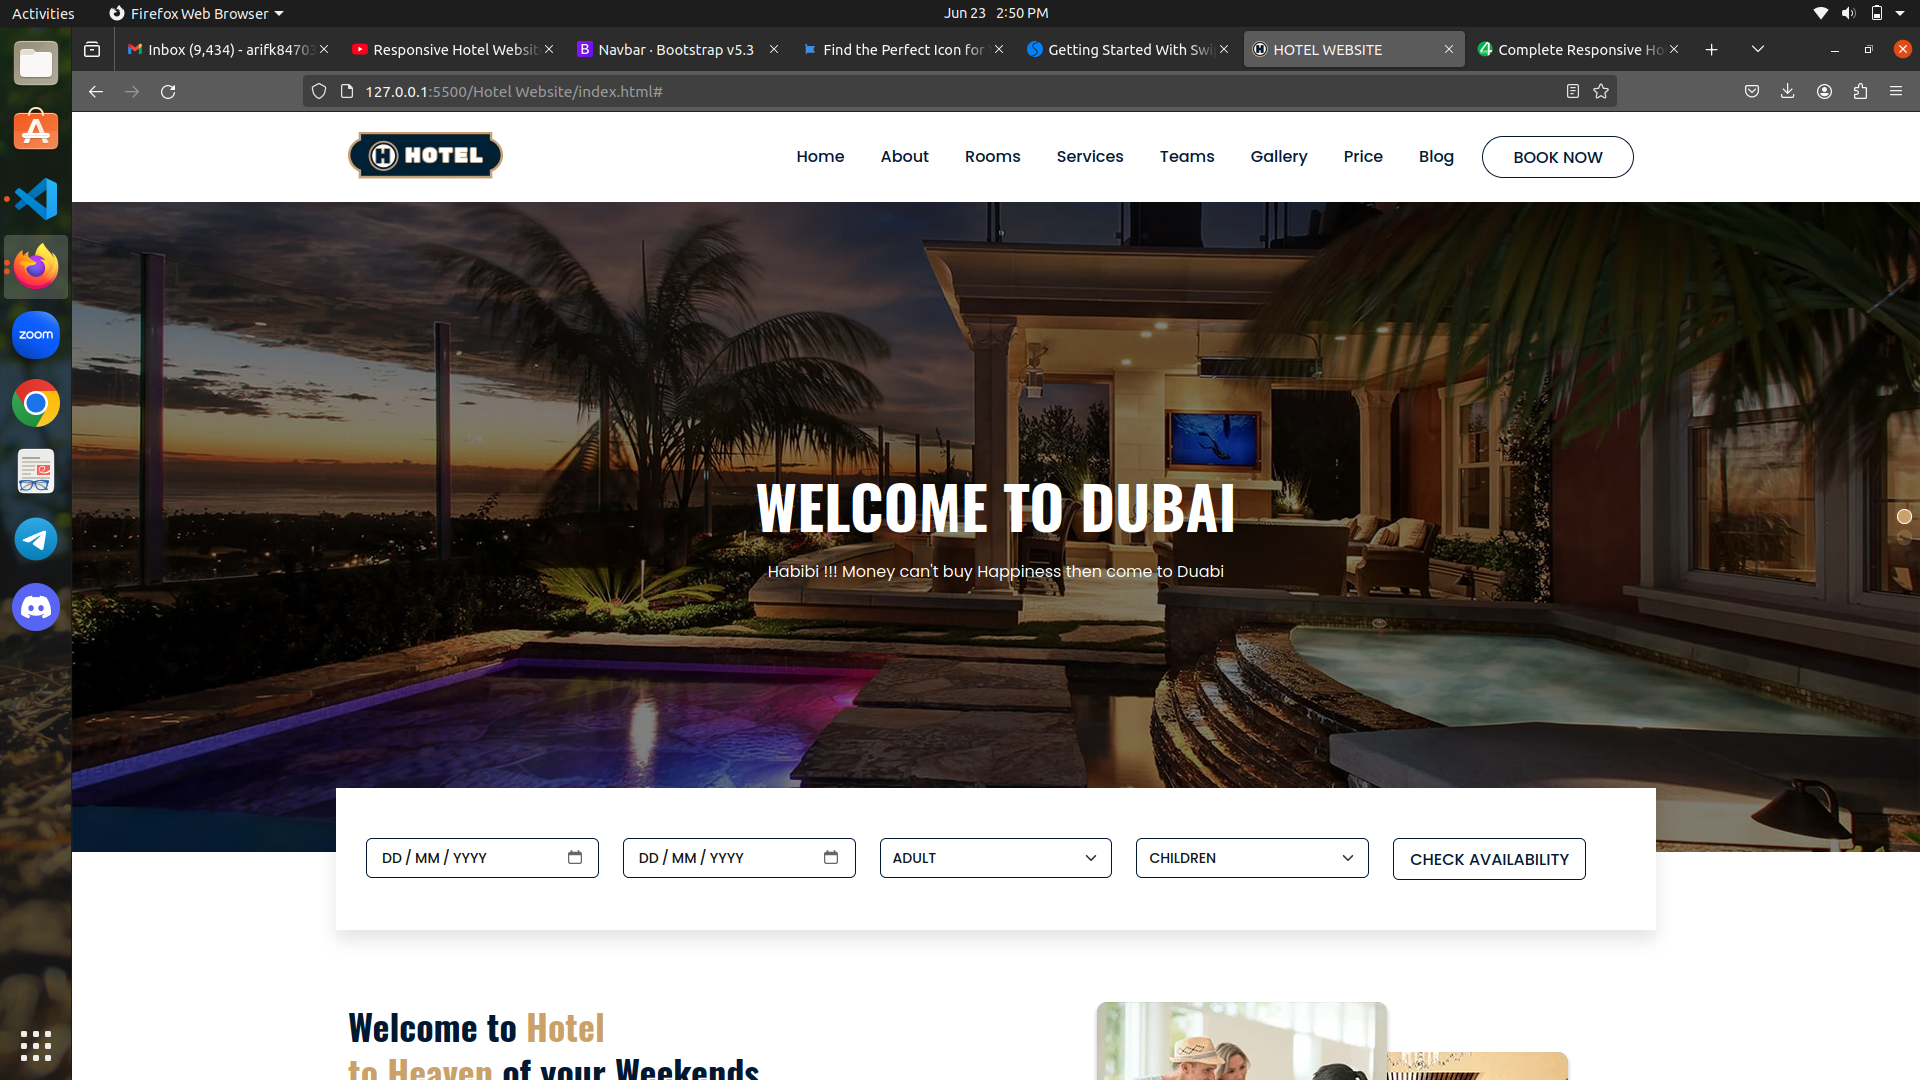 Activities
Firefox Web Browser
Jun 23 2:50 PM
Inbox (9,434) - arifk84703
Responsive Hotel Websit
Navbar · Bootstrap v5.3
Find the Perfect Icon for
Getting Started With Swi
HOTEL WEBSITE
Complete Responsive Ho
127.0.0.1:5500/Hotel Website/index.html#
HOTEL
Home
About
Rooms
Services
Teams
Gallery
Price
Blog
BOOK NOW
zoom
WELCOME TO DUBAI
Habibi !!! Money can't buy Happiness then come to Duabi
DD / MM / YYYY
DD / MM / YYYY
ADULT
CHILDREN
CHECK AVAILABILITY
Welcome to Hotel
to Heaven of your Weekends